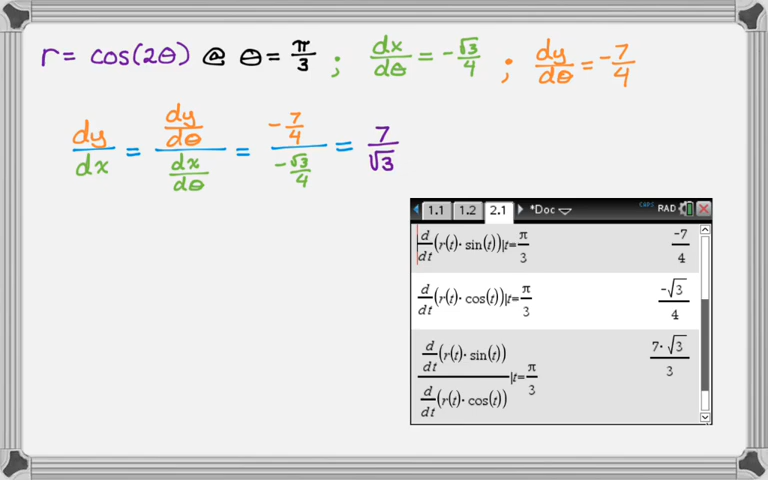 r = cos(2θ) @ θ = π/3 ; dx/dθ = -√3/4 ; dy/dθ = -7/4
dy/dx = (dy/dθ)/(dx/dθ) = (-7/4)/(-√3/4) = 7/√3
1.1 1.2 2.1 *Doc CAPS RAD
d/dt(r(t)·sin(t))|t=π/3 -7/4
d/dt(r(t)·cos(t))|t=π/3 -√3/4
(d/dt(r(t)·sin(t)))/(d/dt(r(t)·cos(t)))|t=π/3 7·√3/3